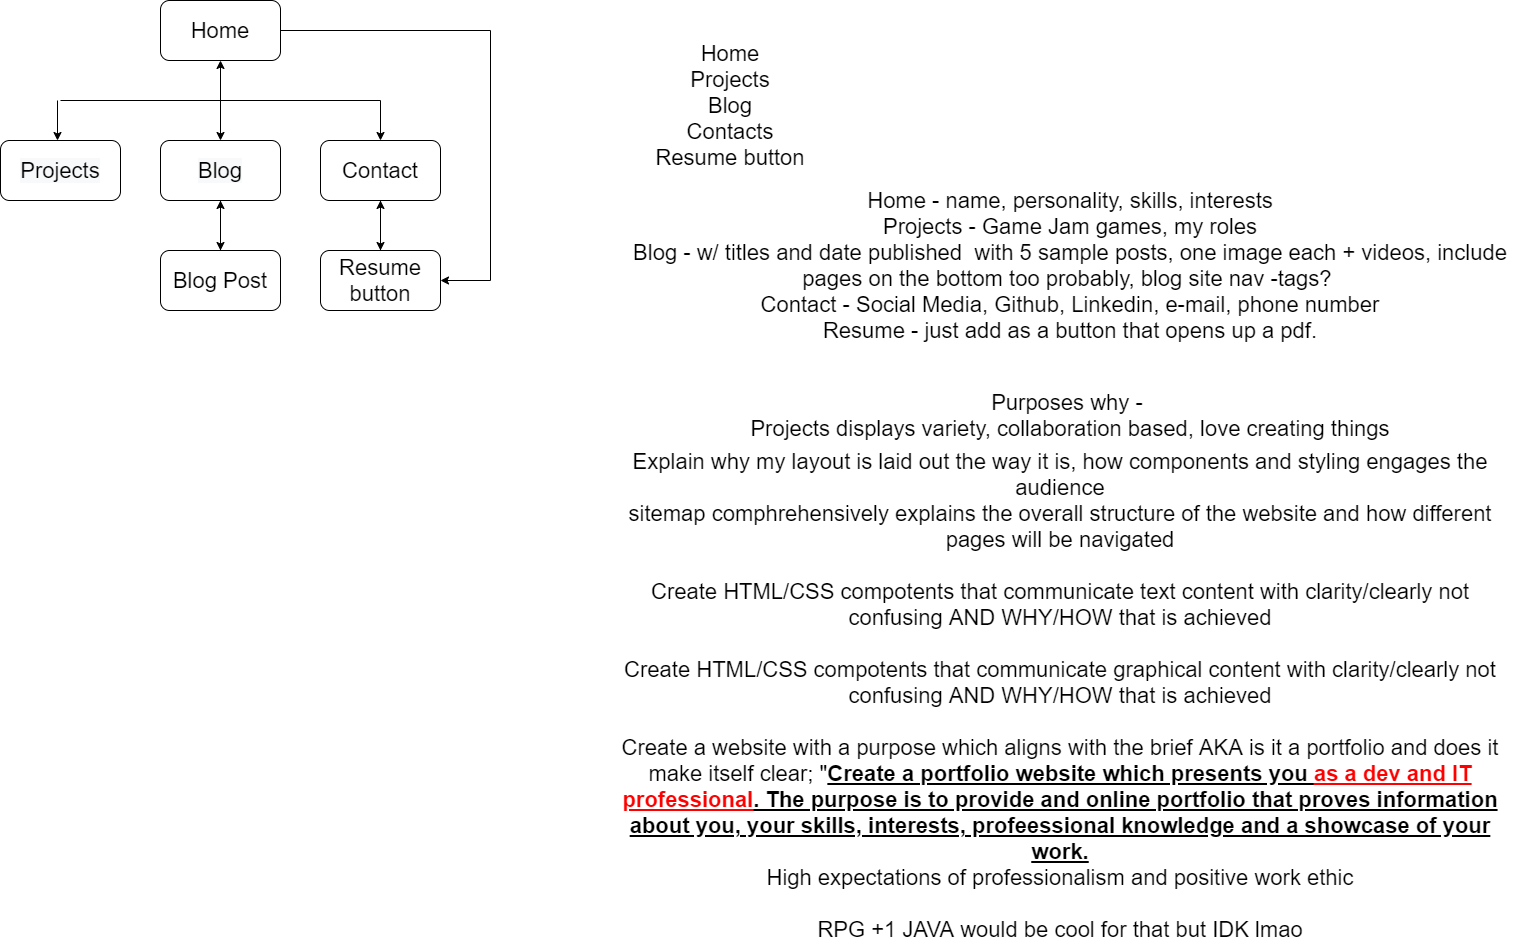 Home
Projects
Blog
Contact
Blog Post
Resume
button
Home
Projects
Blog
Contacts
Resume button
Home - name, personality, skills, interests
Projects - Game Jam games, my roles
Blog - w/ titles and date published  with 5 sample posts, one image each + videos, include
pages on the bottom too probably, blog site nav -tags?
Contact - Social Media, Github, Linkedin, e-mail, phone number
Resume - just add as a button that opens up a pdf.
Purposes why -
Projects displays variety, collaboration based, love creating things
Explain why my layout is laid out the way it is, how components and styling engages the
audience
sitemap comphrehensively explains the overall structure of the website and how different
pages will be navigated
Create HTML/CSS compotents that communicate text content with clarity/clearly not
confusing AND WHY/HOW that is achieved
Create HTML/CSS compotents that communicate graphical content with clarity/clearly not
confusing AND WHY/HOW that is achieved
Create a website with a purpose which aligns with the brief AKA is it a portfolio and does it
make itself clear; "Create a portfolio website which presents you as a dev and IT
professional. The purpose is to provide and online portfolio that proves information
about you, your skills, interests, profeessional knowledge and a showcase of your
work.
High expectations of professionalism and positive work ethic
RPG +1 JAVA would be cool for that but IDK lmao